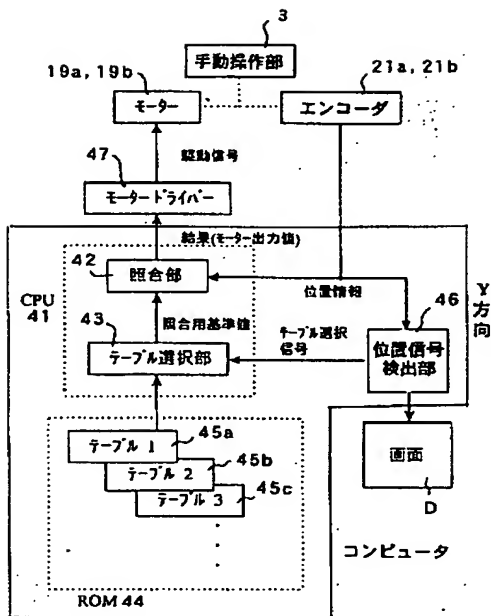 3
手動操作部
19a, 19b
21a, 21b
モーター
エンコーダ
47
駆動信号
モータードライバー
結果(モーター出力値)
42
照合部
位置情報
Y方向
CPU
41
43
照合用基準値
テーブル選択
信号
46
テーブル選択部
位置信号
検出部
テーブル 1
45a
テーブル 2
45b
テーブル 3
45c
画面
D
コンピュータ
ROM 44